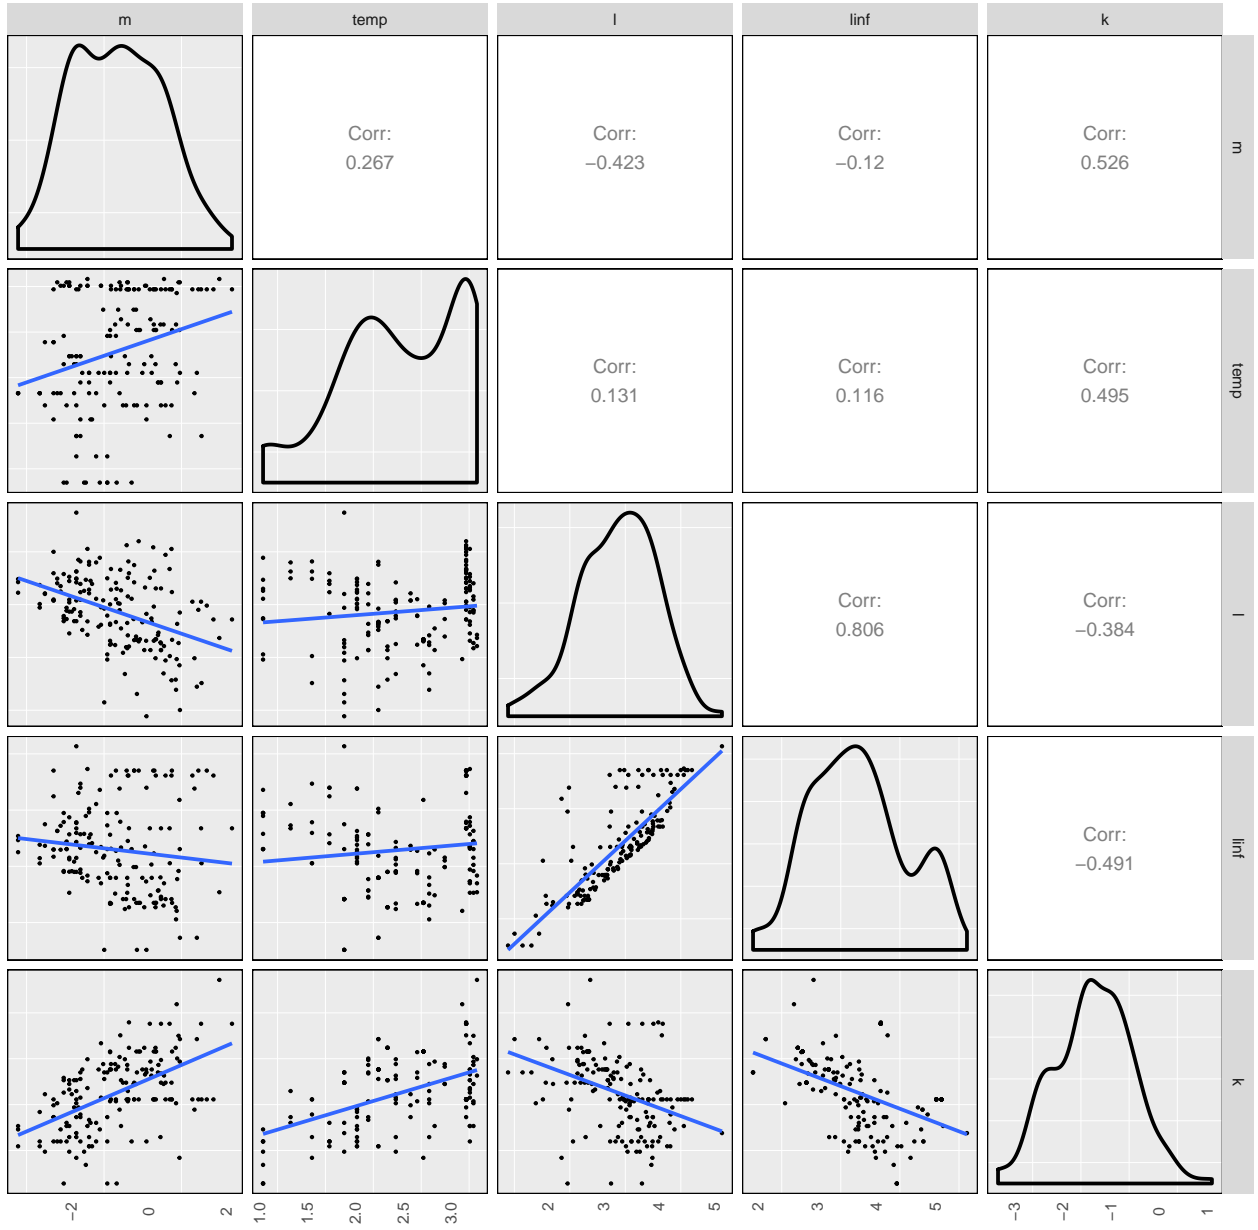 m temp l linf k
Corr: Corr: Corr: Corr:
0.267 −0.423 −0.12 0.526
m
Corr: Corr: Corr:
0.131 0.116 0.495
temp
Corr: Corr:
0.806 −0.384
l
Corr:
−0.491
linf
k
−2 0 2 1.0 1.5 2.0 2.5 3.0 2 3 4 5 2 3 4 5 −3 −2 −1 0 1